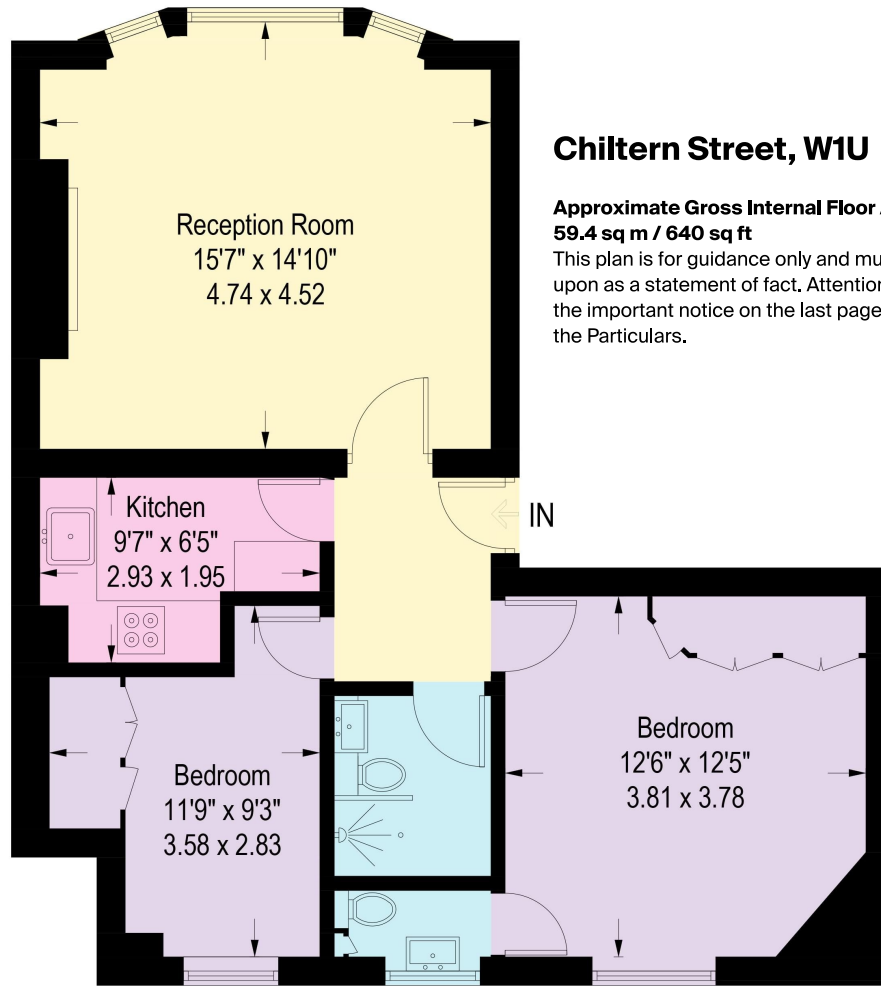 Chiltern Street, W1U
Approximate Gross Internal Floor
59.4 sq m / 640 sq ft
This plan is for guidance only and mu
upon as a statement of fact. Attention
the important notice on the last page
the Particulars.
Reception Room
15'7" x 14'10"
4.74 x 4.52
Kitchen
9'7" x 6'5"
2.93 x 1.95
IN
Bedroom
12'6" x 12'5"
3.81 x 3.78
Bedroom
11'9" x 9'3"
3.58 x 2.83